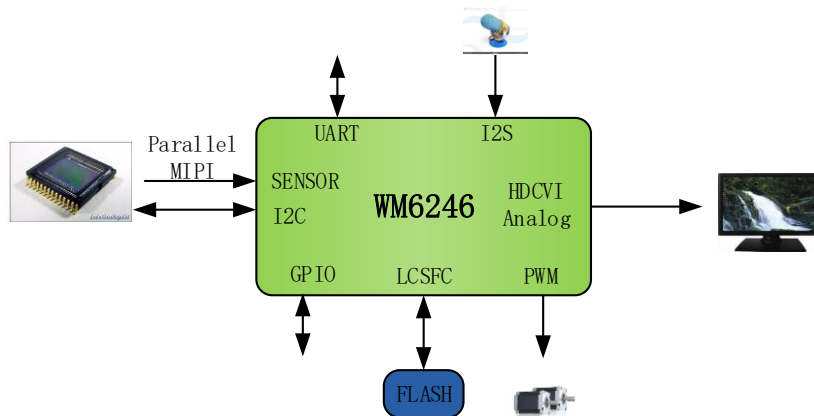 UART
I2S
Parallel
MIPI
SENSOR
I2C
WM6246
HDCVI
Analog
GPIO
LCSFC
PWM
FLASH